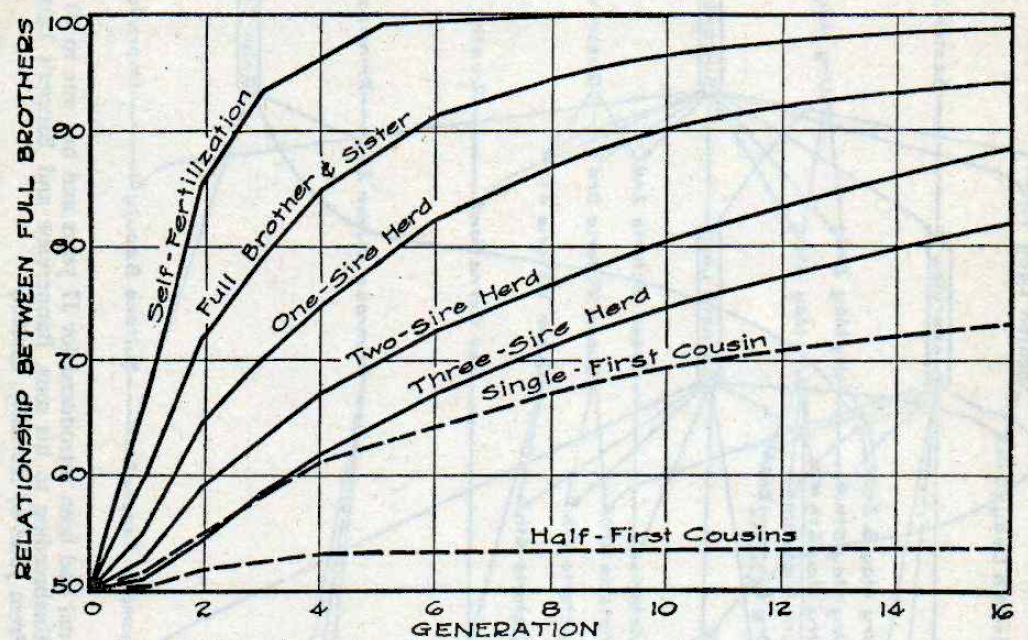 RELATIONSHIP BETWEEN FULL BROTHERS
100
90
80
70
60
50
Self-Fertilization
Full Brother & Sister
One-Sire Herd
Two-Sire Herd
Three-Sire Herd
Single-First Cousin
Half-First Cousins
0 2 4 6 8 10 12 14 16
GENERATION